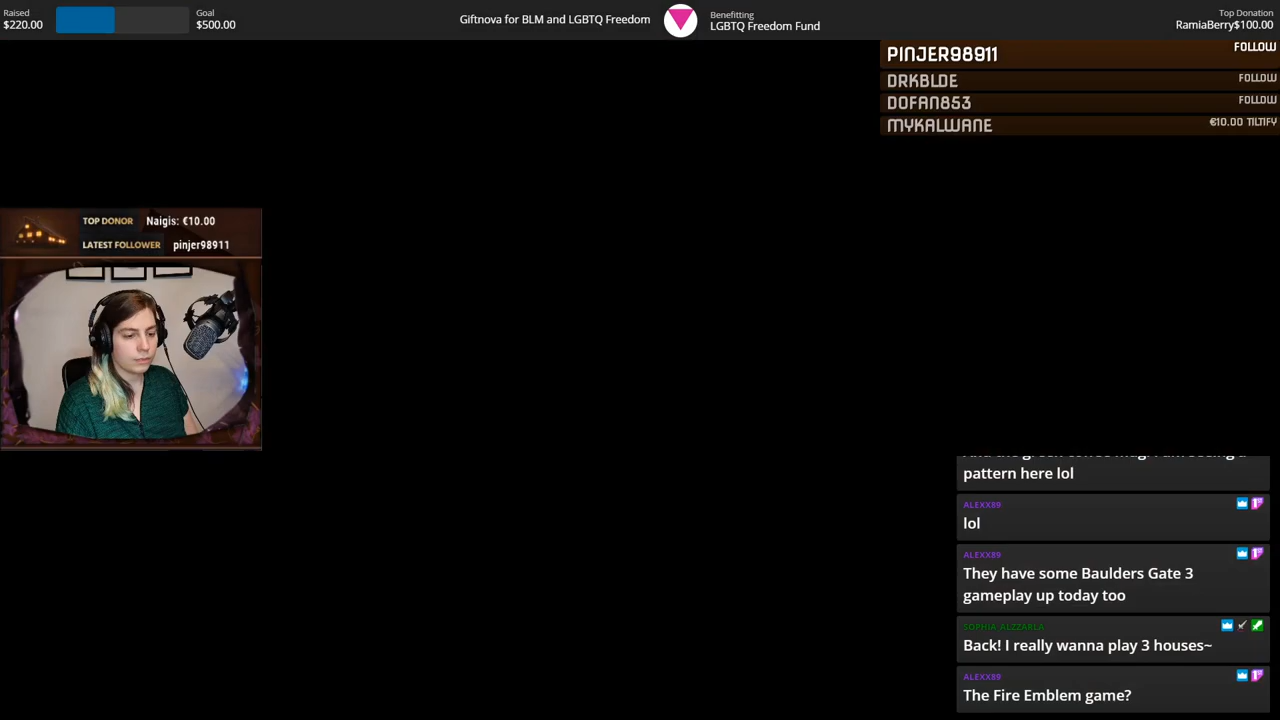 Raised
$220.00
Goal
$500.00
Giftnova for BLM and LGBTQ Freedom
Benefitting
LGBTQ Freedom Fund
Top Donation
RamiaBerry$100.00
PINJER98911 FOLLOW
DRKBLDE FOLLOW
DOFAN853 FOLLOW
MYKALWANE €10.00 TILTIFY
TOP DONOR Naigis: €10.00
LATEST FOLLOWER pinjer98911
pattern here lol
ALEXX89
lol
ALEXX89
They have some Baulders Gate 3
gameplay up today too
SOPHIA_ALZZARLA
Back! I really wanna play 3 houses~
ALEXX89
The Fire Emblem game?